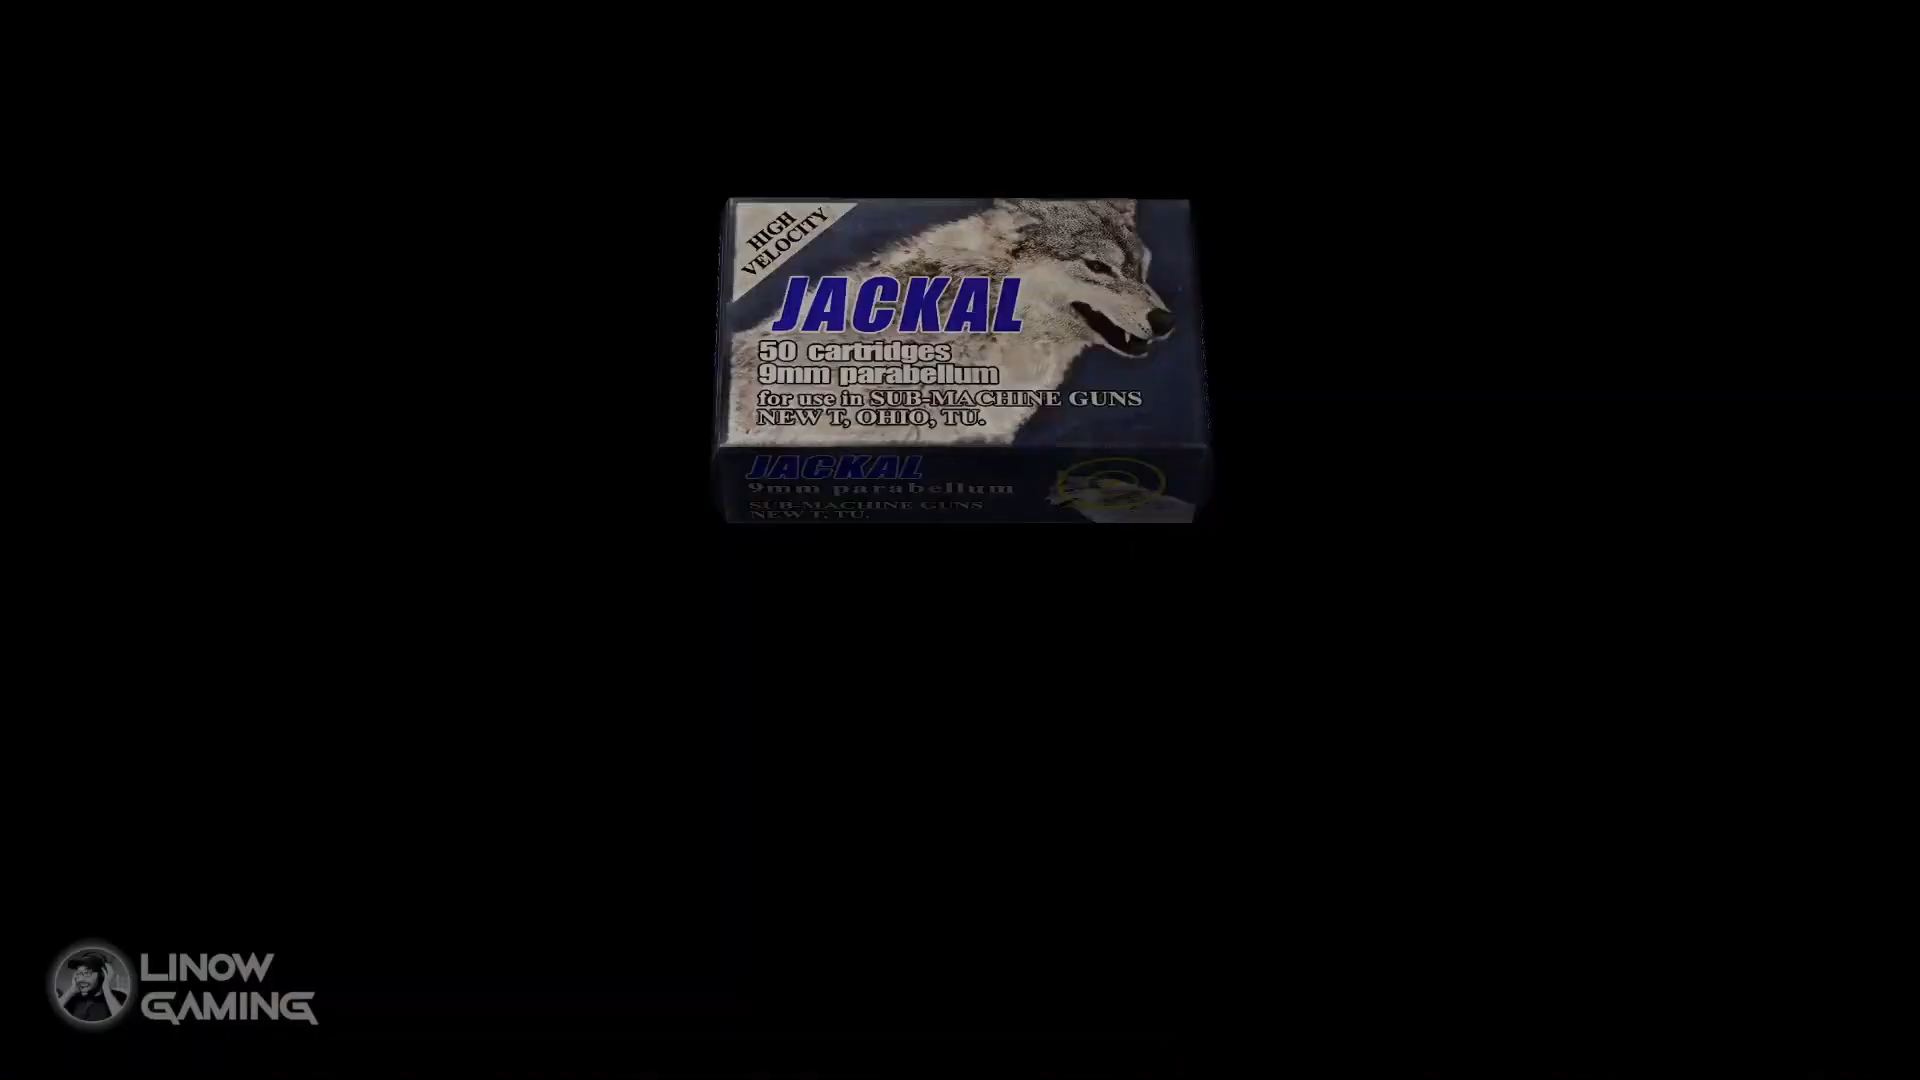 HIGH
VELOCITY
JACKAL
50 cartridges
9mm parabellum
for use in SUB-MACHINE GUNS
NEW T, OHIO, TU.
JACKAL
9mm parabellum
SUB-MACHINE GUNS
NEW T, TU.
LINOW
GAMING